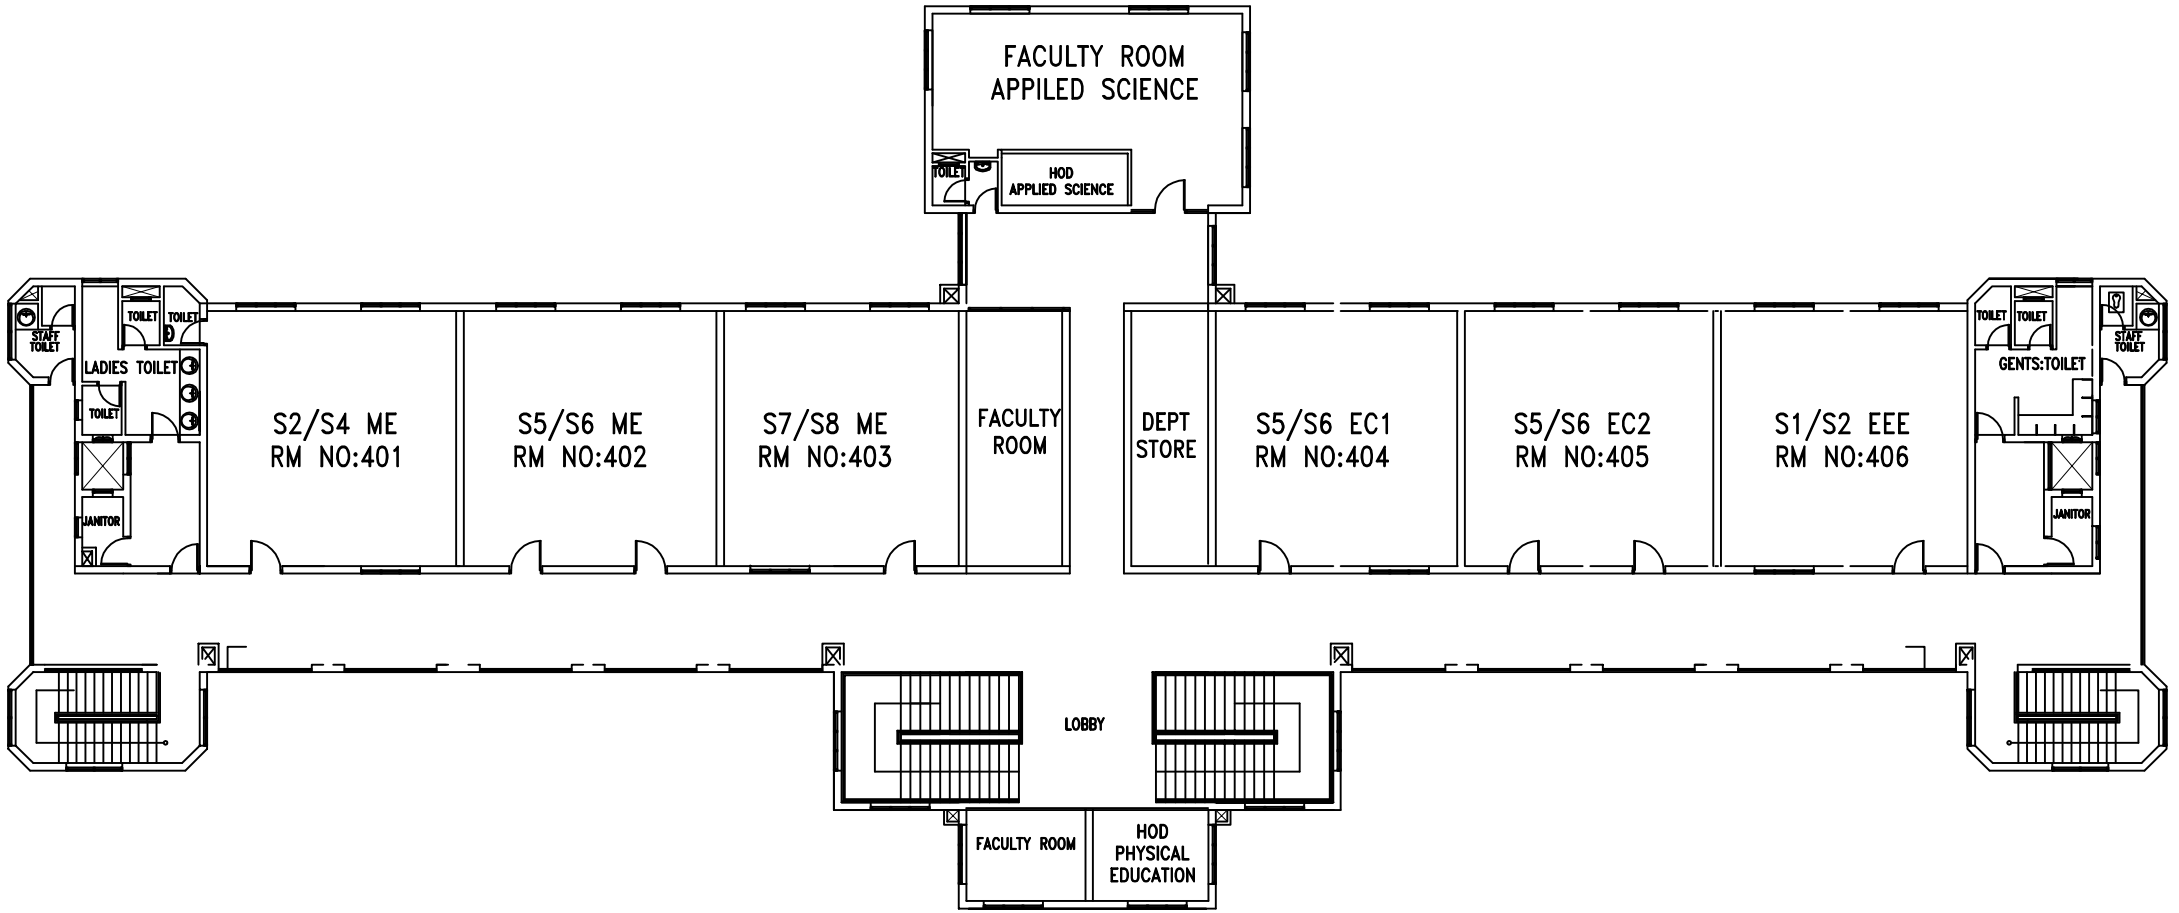 FACULTY ROOM
APPILED SCIENCE
TOILET
HOD
APPLIED SCIENCE
STAFF
TOILET
TOILET
TOILET
LADIES TOILET
TOILET
JANITOR
S2/S4 ME
RM NO:401
S5/S6 ME
RM NO:402
S7/S8 ME
RM NO:403
FACULTY
ROOM
DEPT
STORE
S5/S6 EC1
RM NO:404
S5/S6 EC2
RM NO:405
S1/S2 EEE
RM NO:406
TOILET
TOILET
GENTS:TOILET
STAFF
TOILET
JANITOR
LOBBY
FACULTY ROOM
HOD
PHYSICAL
EDUCATION